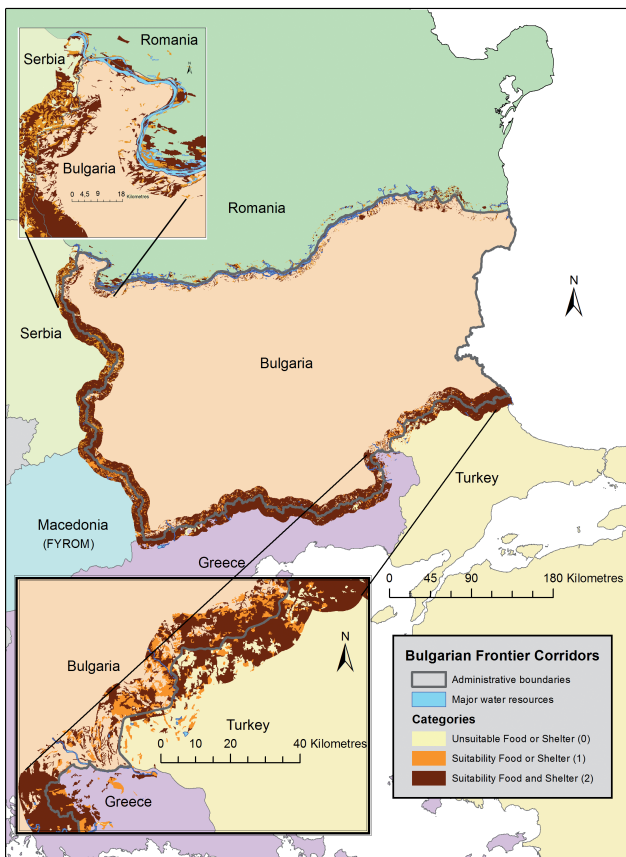 Romania
Serbia
N
Bulgaria
0 4,5 9 18 Kilometres
Romania
N
Serbia
Bulgaria
Turkey
Macedonia
(FYROM)
Greece
0 45 90 180 Kilometres
N
Bulgaria
Turkey
0 10 20 40 Kilometres
Greece
Bulgarian Frontier Corridors
Administrative boundaries
Major water resources
Categories
Unsuitable Food or Shelter (0)
Suitability Food or Shelter (1)
Suitability Food and Shelter (2)